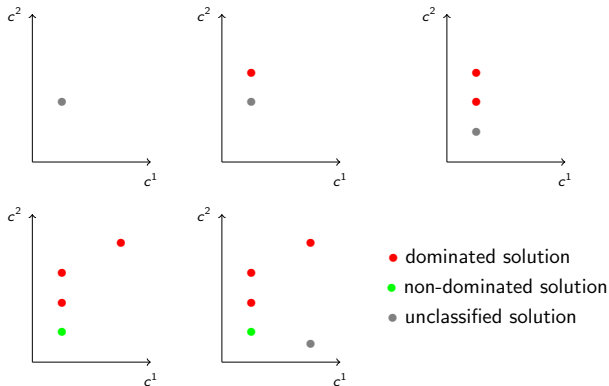 c²
c²
c²
c¹
c¹
c¹
c²
c²
dominated solution
non-dominated solution
unclassified solution
c¹
c¹